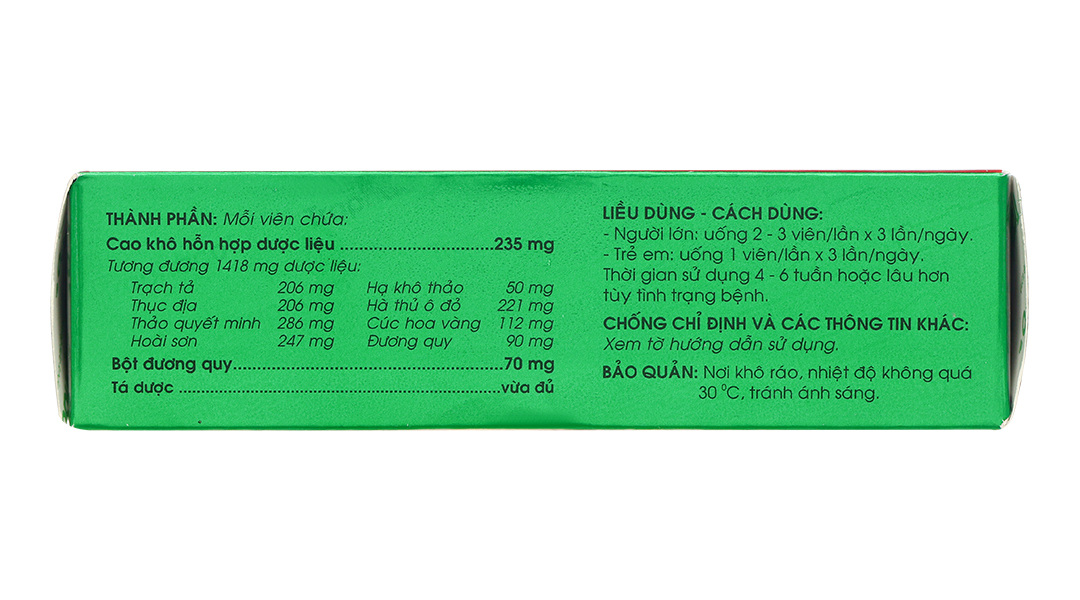 THÀNH PHẦN: Mỗi viên chứa:
Cao khô hỗn hợp dược liệu ........................235 mg
Tương đương 1418 mg dược liệu:
Trạch tả 206 mg Hạ khô thảo 50 mg
Thục địa 206 mg Hà thủ ô đỏ 221 mg
Thảo quyết minh 286 mg Cúc hoa vàng 112 mg
Hoài sơn 247 mg Đương quy 90 mg
Bột đương quy..........................................70 mg
Tá dược ..................................................vừa đủ
LIỀU DÙNG - CÁCH DÙNG:
- Người lớn: uống 2 - 3 viên/lần x 3 lần/ngày.
- Trẻ em: uống 1 viên/lần x 3 lần/ngày.
Thời gian sử dụng 4 - 6 tuần hoặc lâu hơn
tùy tình trạng bệnh.
CHỐNG CHỈ ĐỊNH VÀ CÁC THÔNG TIN KHÁC:
Xem tờ hướng dẫn sử dụng.
BẢO QUẢN: Nơi khô ráo, nhiệt độ không quá
30 ⁰C, tránh ánh sáng.